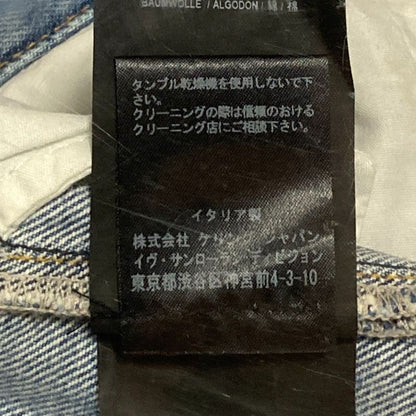 BAUMWOLLE / ALGODON / 綿 / 棉
タンブル乾燥機を使用しないで下
さい。
クリーニングの際は信頼のおける
クリーニング店にご相談下さい。
イタリア製
株式会社 ケリング ジャパン
イヴ・サンローラン ディビジョン
東京都渋谷区神宮前4-3-10